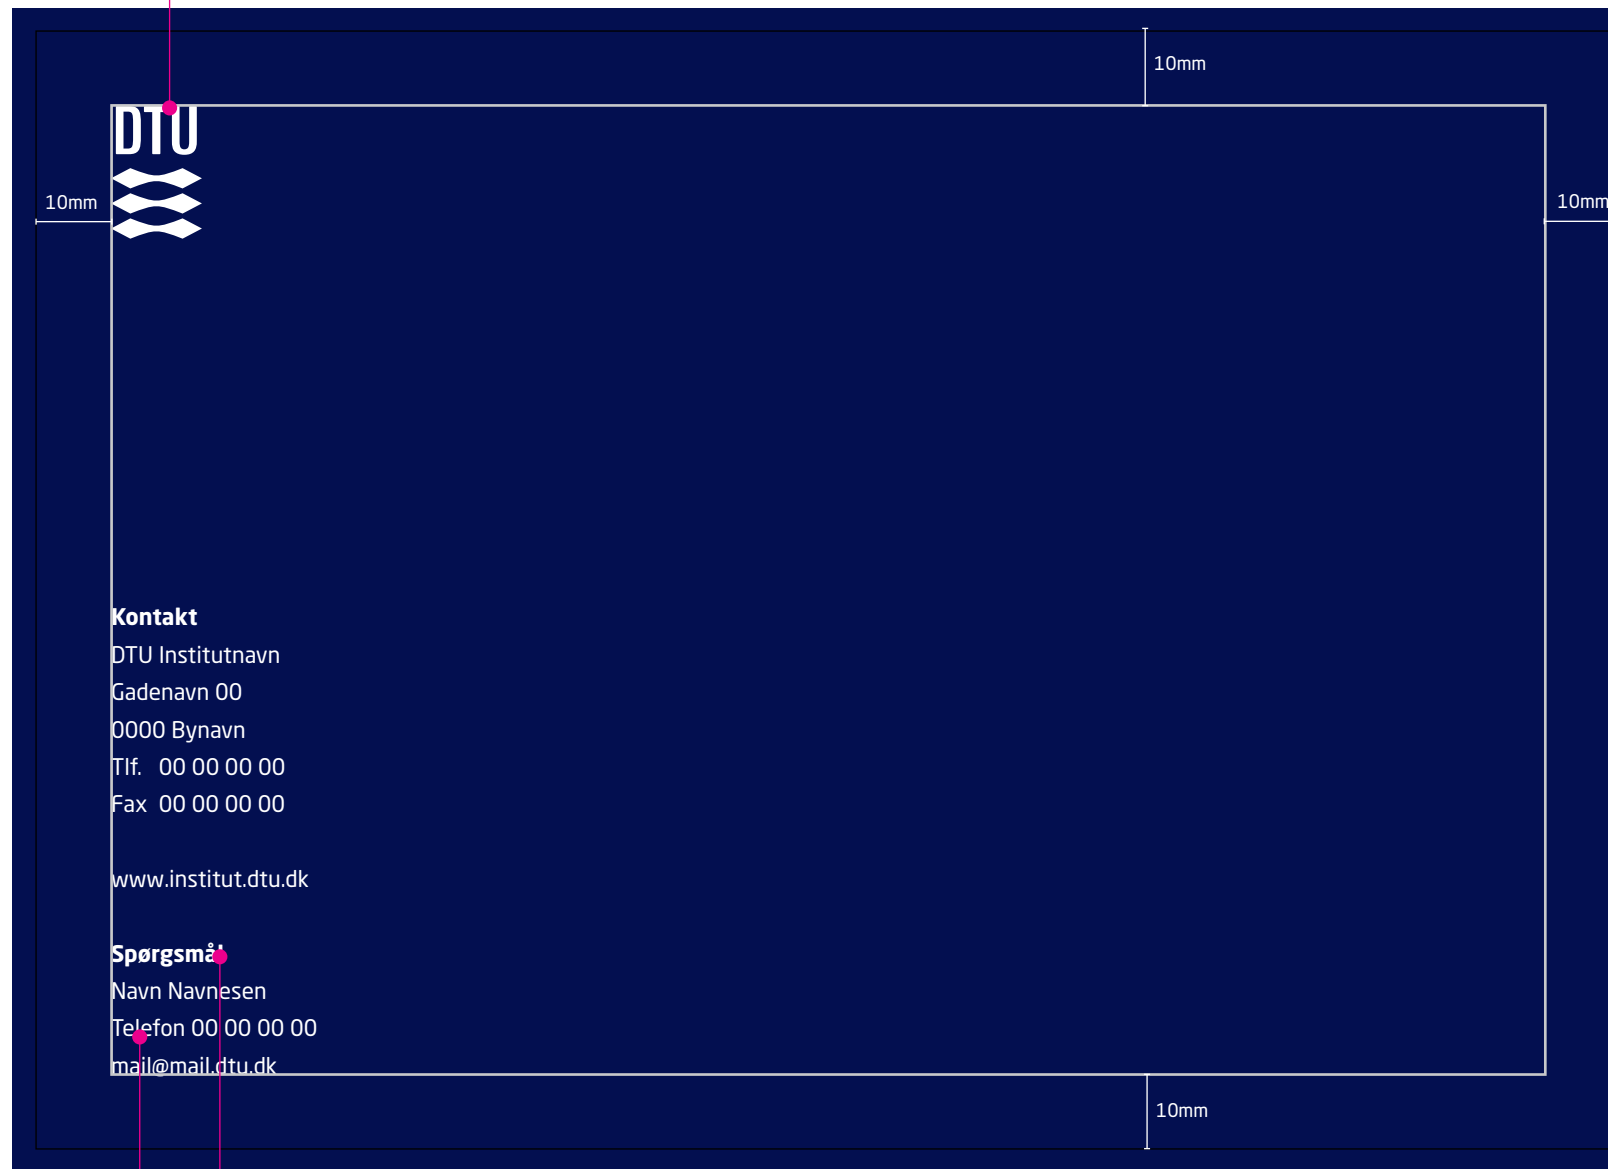 10mm
DTU
10mm
10mm
Kontakt
DTU Institutnavn
Gadenavn 00
0000 Bynavn
Tlf. 00 00 00 00
Fax 00 00 00 00
www.institut.dtu.dk
Spørgsmål
Navn Navnesen
Telefon 00 00 00 00
mail@mail.dtu.dk
10mm